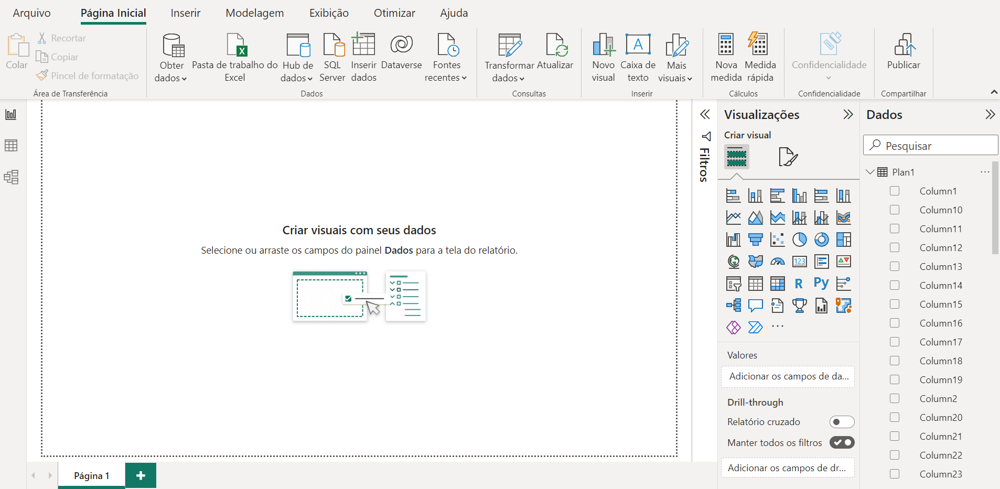 Arquivo Página Inicial Inserir Modelagem Exibição Otimizar Ajuda
Colar
Recortar
Copiar
Pincel de formatação
Área de Transferência
Obter dados
Pasta de trabalho do Excel
Hub de dados
SQL Server
Inserir dados
Dataverse
Fontes recentes
Dados
Transformar dados
Atualizar
Consultas
Novo visual
A
Caixa de texto
Mais visuais
Inserir
Nova medida
Medida rápida
Cálculos
Confidencialidade
Confidencialidade
Publicar
Compartilhar
Criar visuais com seus dados
Selecione ou arraste os campos do painel Dados para a tela do relatório.
Página 1
Filtros
Visualizações
Criar visual
123
R Py
Valores
Adicionar os campos de da...
Drill-through
Relatório cruzado
Manter todos os filtros
Adicionar os campos de dr...
Dados
Pesquisar
Plan1
Column1
Column10
Column11
Column12
Column13
Column14
Column15
Column16
Column17
Column18
Column19
Column2
Column20
Column21
Column22
Column23